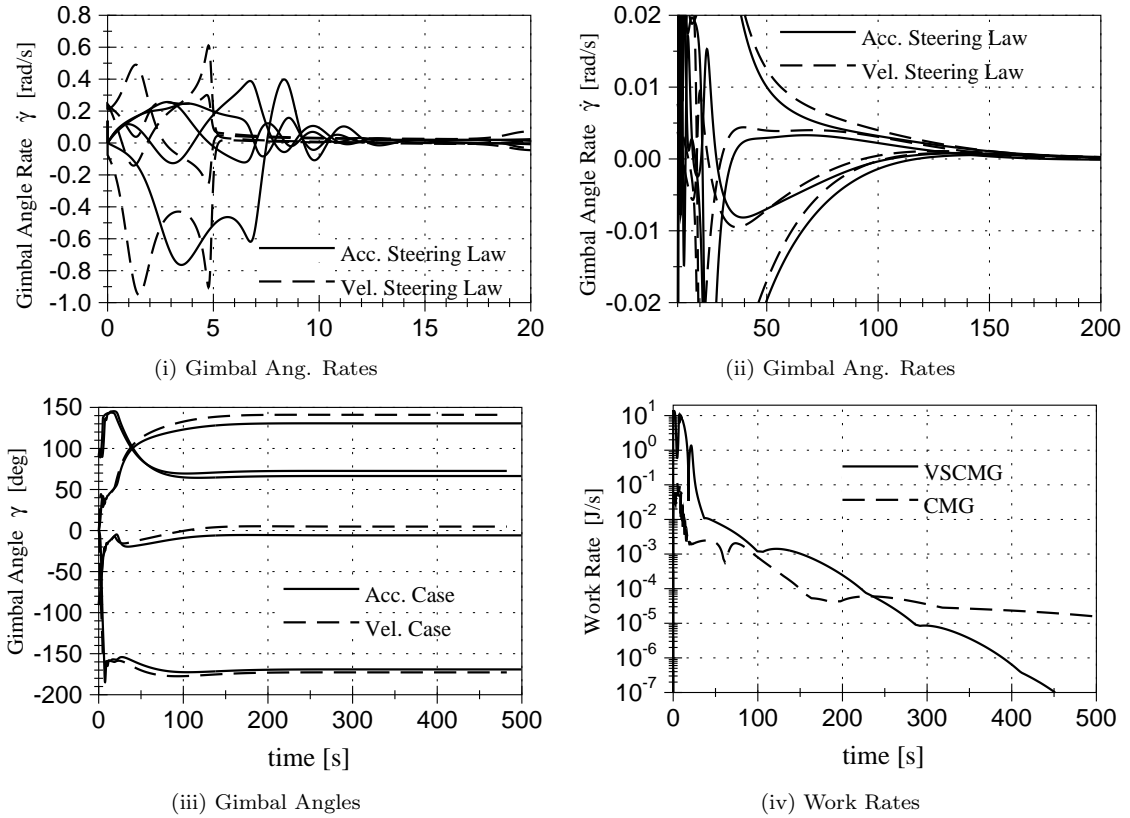 Gimbal Angle Rate γ̇ [rad/s]
0.8
0.6
0.4
0.2
0.0
-0.2
-0.4
-0.6
-0.8
-1.0
0 5 10 15 20
Acc. Steering Law
Vel. Steering Law
(i) Gimbal Ang. Rates
Gimbal Angle Rate γ̇ [rad/s]
0.02
0.01
0.00
-0.01
-0.02
50 100 150 200
Acc. Steering Law
Vel. Steering Law
(ii) Gimbal Ang. Rates
Gimbal Angle γ [deg]
150
100
50
0
-50
-100
-150
-200
0 100 200 300 400 500
Acc. Case
Vel. Case
time [s]
(iii) Gimbal Angles
Work Rate [J/s]
10^1
10^0
10^-1
10^-2
10^-3
10^-4
10^-5
10^-6
10^-7
0 100 200 300 400 500
VSCMG
CMG
time [s]
(iv) Work Rates